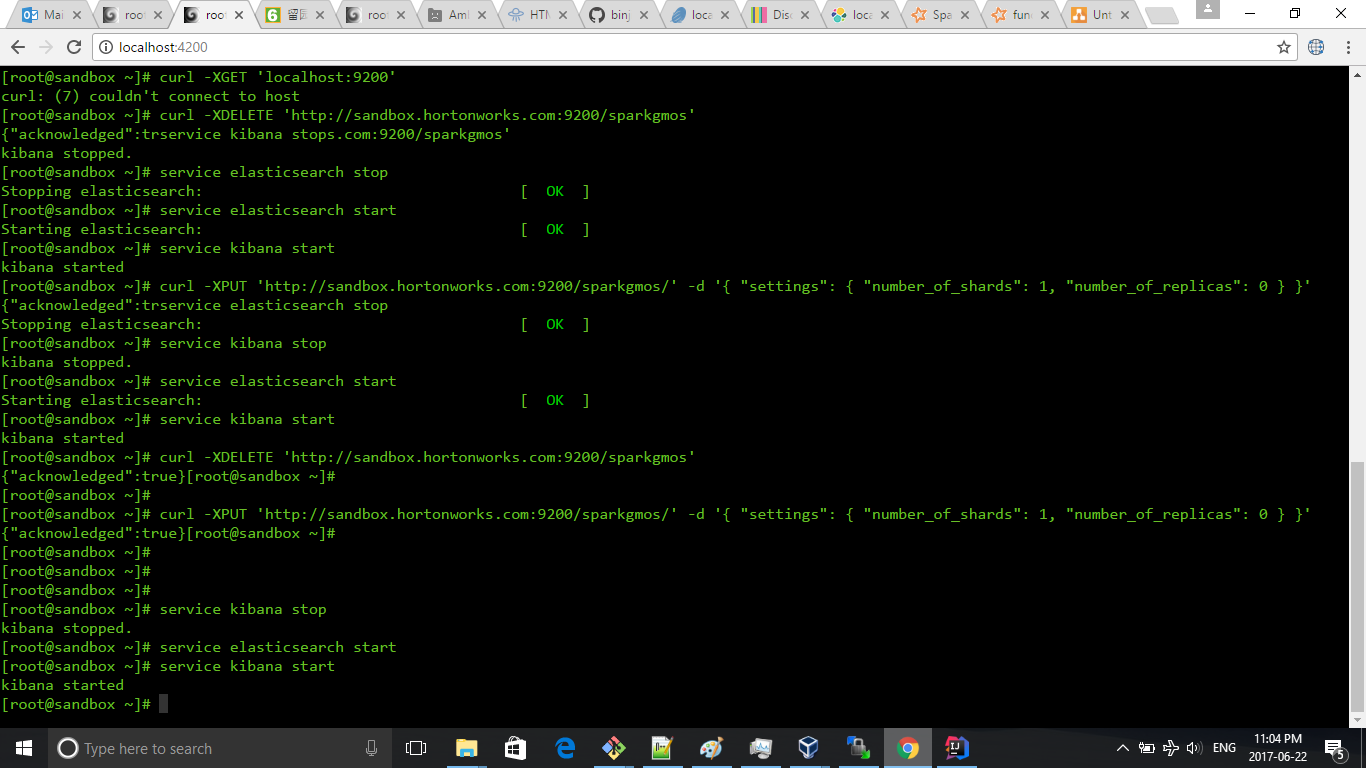 Mai
root
root
6 留园
root
Aml
HTN
binj
loca
Disc
loca
Spa
fun
Unt
localhost:4200
[root@sandbox ~]# curl -XGET 'localhost:9200'
curl: (7) couldn't connect to host
[root@sandbox ~]# curl -XDELETE 'http://sandbox.hortonworks.com:9200/sparkgmos'
{"acknowledged":trservice kibana stops.com:9200/sparkgmos'
kibana stopped.
[root@sandbox ~]# service elasticsearch stop
Stopping elasticsearch: [ OK ]
[root@sandbox ~]# service elasticsearch start
Starting elasticsearch: [ OK ]
[root@sandbox ~]# service kibana start
kibana started
[root@sandbox ~]# curl -XPUT 'http://sandbox.hortonworks.com:9200/sparkgmos/' -d '{ "settings": { "number_of_shards": 1, "number_of_replicas": 0 } }'
{"acknowledged":trservice elasticsearch stop
Stopping elasticsearch: [ OK ]
[root@sandbox ~]# service kibana stop
kibana stopped.
[root@sandbox ~]# service elasticsearch start
Starting elasticsearch: [ OK ]
[root@sandbox ~]# service kibana start
kibana started
[root@sandbox ~]# curl -XDELETE 'http://sandbox.hortonworks.com:9200/sparkgmos'
{"acknowledged":true}[root@sandbox ~]#
[root@sandbox ~]#
[root@sandbox ~]# curl -XPUT 'http://sandbox.hortonworks.com:9200/sparkgmos/' -d '{ "settings": { "number_of_shards": 1, "number_of_replicas": 0 } }'
{"acknowledged":true}[root@sandbox ~]#
[root@sandbox ~]#
[root@sandbox ~]#
[root@sandbox ~]#
[root@sandbox ~]# service kibana stop
kibana stopped.
[root@sandbox ~]# service elasticsearch start
[root@sandbox ~]# service kibana start
kibana started
[root@sandbox ~]#
Type here to search
ENG
11:04 PM
2017-06-22
5